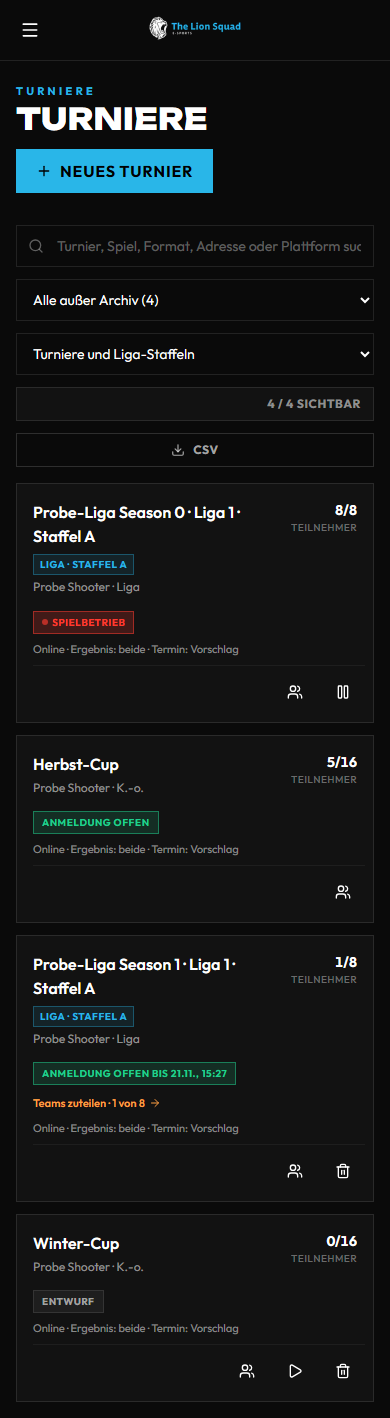 The Lion Squad
E-SPORTS
TURNIERE
TURNIERE
+ NEUES TURNIER
Turnier, Spiel, Format, Adresse oder Plattform suc
Alle außer Archiv (4)
Turniere und Liga-Staffeln
4 / 4 SICHTBAR
CSV
Probe-Liga Season 0 · Liga 1 ·
Staffel A
8/8
TEILNEHMER
LIGA · STAFFEL A
Probe Shooter · Liga
SPIELBETRIEB
Online · Ergebnis: beide · Termin: Vorschlag
Herbst-Cup
5/16
TEILNEHMER
Probe Shooter · K.-o.
ANMELDUNG OFFEN
Online · Ergebnis: beide · Termin: Vorschlag
Probe-Liga Season 1 · Liga 1 ·
Staffel A
1/8
TEILNEHMER
LIGA · STAFFEL A
Probe Shooter · Liga
ANMELDUNG OFFEN BIS 21.11., 15:27
Teams zuteilen · 1 von 8 →
Online · Ergebnis: beide · Termin: Vorschlag
Winter-Cup
0/16
TEILNEHMER
Probe Shooter · K.-o.
ENTWURF
Online · Ergebnis: beide · Termin: Vorschlag